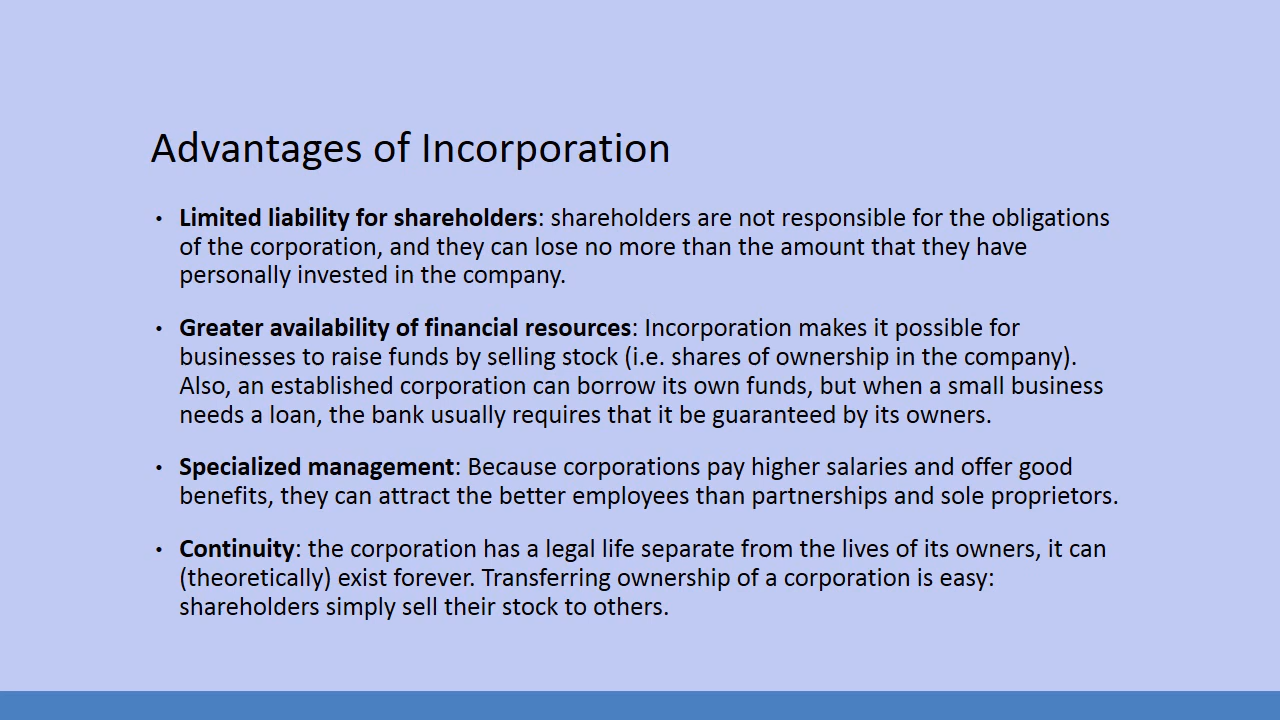 Advantages of Incorporation
• Limited liability for shareholders: shareholders are not responsible for the obligations
of the corporation, and they can lose no more than the amount that they have
personally invested in the company.
• Greater availability of financial resources: Incorporation makes it possible for
businesses to raise funds by selling stock (i.e. shares of ownership in the company).
Also, an established corporation can borrow its own funds, but when a small business
needs a loan, the bank usually requires that it be guaranteed by its owners.
• Specialized management: Because corporations pay higher salaries and offer good
benefits, they can attract the better employees than partnerships and sole proprietors.
• Continuity: the corporation has a legal life separate from the lives of its owners, it can
(theoretically) exist forever. Transferring ownership of a corporation is easy:
shareholders simply sell their stock to others.